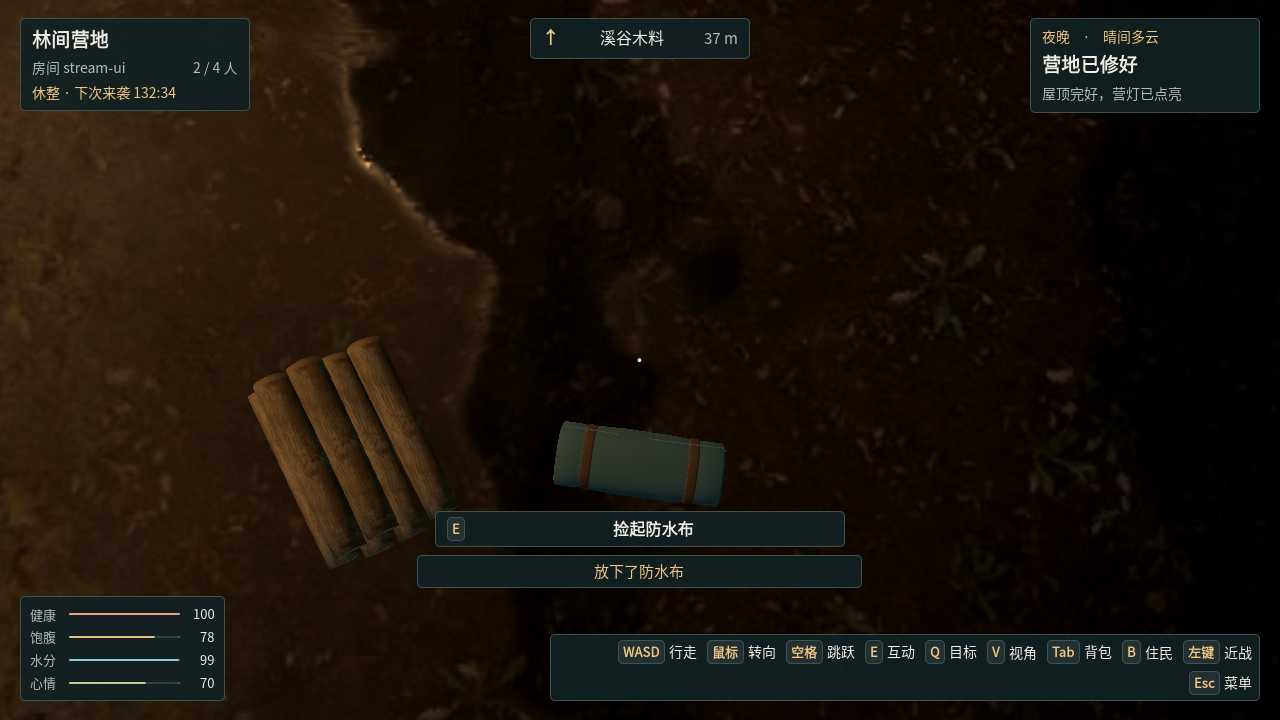 林间营地
房间 stream-ui 2 / 4 人
休整 · 下次来袭 132:34
↑ 溪谷木料 37 m
夜晚 · 晴间多云
营地已修好
屋顶完好，营灯已点亮
E 捡起防水布
放下了防水布
健康 100
饱腹 78
水分 99
心情 70
WASD 行走 鼠标 转向 空格 跳跃 E 互动 Q 目标 V 视角 Tab 背包 B 住民 左键 近战
Esc 菜单